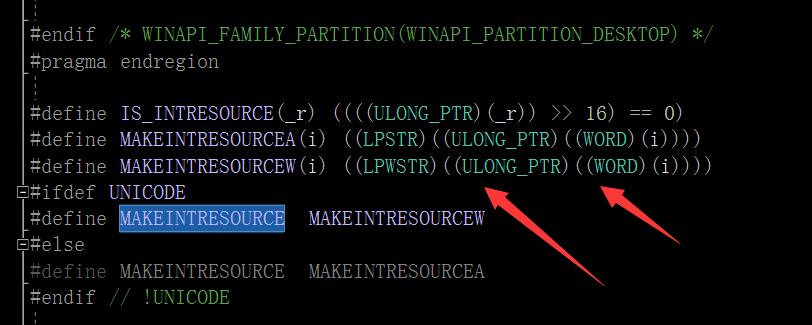 #endif /* WINAPI_FAMILY_PARTITION(WINAPI_PARTITION_DESKTOP) */
#pragma endregion
#define IS_INTRESOURCE(_r) ((((ULONG_PTR)(_r)) >> 16) == 0)
#define MAKEINTRESOURCEA(i) ((LPSTR)((ULONG_PTR)((WORD)(i))))
#define MAKEINTRESOURCEW(i) ((LPWSTR)((ULONG_PTR)((WORD)(i))))
#ifdef UNICODE
#define MAKEINTRESOURCE  MAKEINTRESOURCEW
#else
#define MAKEINTRESOURCE  MAKEINTRESOURCEA
#endif // !UNICODE